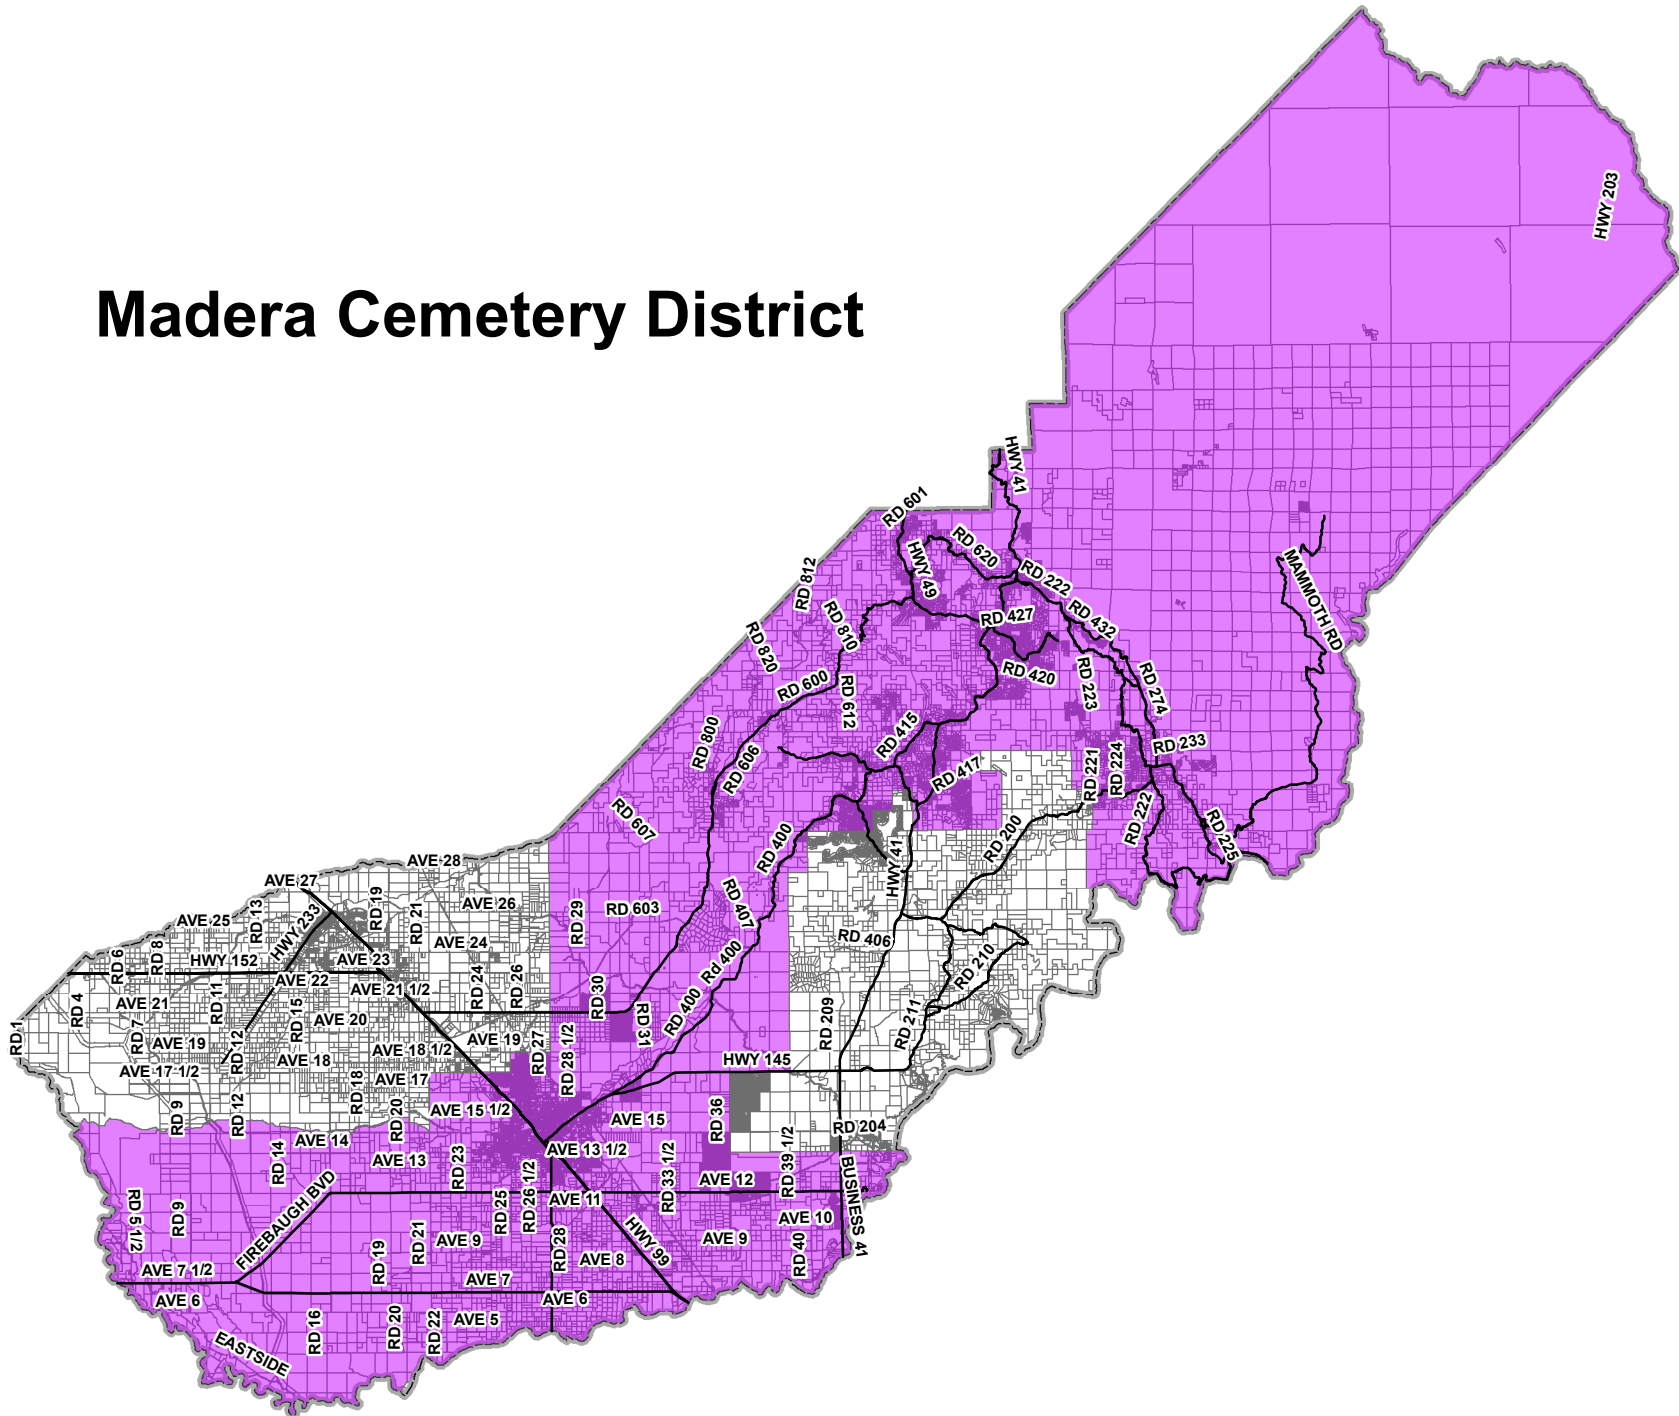 Madera Cemetery District
HWY 203
HWY 41
RD 601
RD 620
HWY 49
RD 222
RD 812
RD 810
RD 427
RD 432
MAMMOTH RD
RD 820
RD 420
RD 223
RD 274
RD 600
RD 612
RD 800
RD 415
RD 233
RD 606
RD 417
RD 221
RD 224
RD 607
RD 400
RD 200
RD 222
RD 225
HWY 41
AVE 28
AVE 27
RD 19
AVE 26
RD 407
AVE 25
RD 13
HWY 233
RD 21
RD 29
RD 603
RD 406
AVE 24
RD 6
RD 8
HWY 152
AVE 23
Rd 400
RD 210
AVE 22
AVE 21 1/2
RD 24
RD 26
RD 4
AVE 21
RD 11
RD 15
AVE 20
RD 30
RD 31
RD 400
RD 209
RD 211
RD 1
RD 7
AVE 19
RD 12
AVE 18
AVE 18 1/2
AVE 19
RD 27
RD 28 1/2
HWY 145
AVE 17 1/2
RD 18
AVE 17
RD 9
RD 12
RD 20
AVE 15 1/2
AVE 15
RD 36
RD 204
AVE 14
RD 14
AVE 13
RD 23
AVE 13 1/2
RD 33 1/2
RD 39 1/2
AVE 12
BUSINESS 41
RD 5 1/2
RD 9
FIREBAUGH BVD
RD 25
RD 26 1/2
AVE 11
AVE 10
RD 19
RD 21
AVE 9
RD 28
AVE 8
HWY 99
AVE 9
RD 40
AVE 7 1/2
AVE 7
AVE 6
AVE 6
RD 16
RD 20
RD 22
AVE 5
EASTSIDE